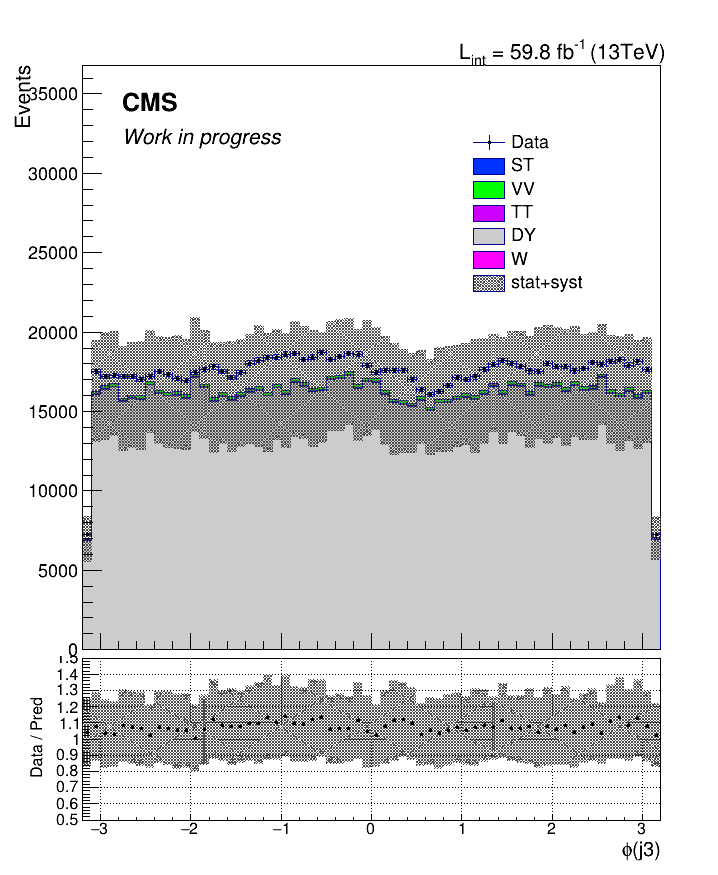 L_int = 59.8 fb^-1 (13TeV)
Events
CMS
Work in progress
Data
ST
VV
TT
DY
W
stat+syst
35000
30000
25000
20000
15000
10000
5000
0
Data / Pred
1.5
1.4
1.3
1.2
1.1
1
0.9
0.8
0.7
0.6
0.5
−3 −2 −1 0 1 2 3
ϕ(j3)